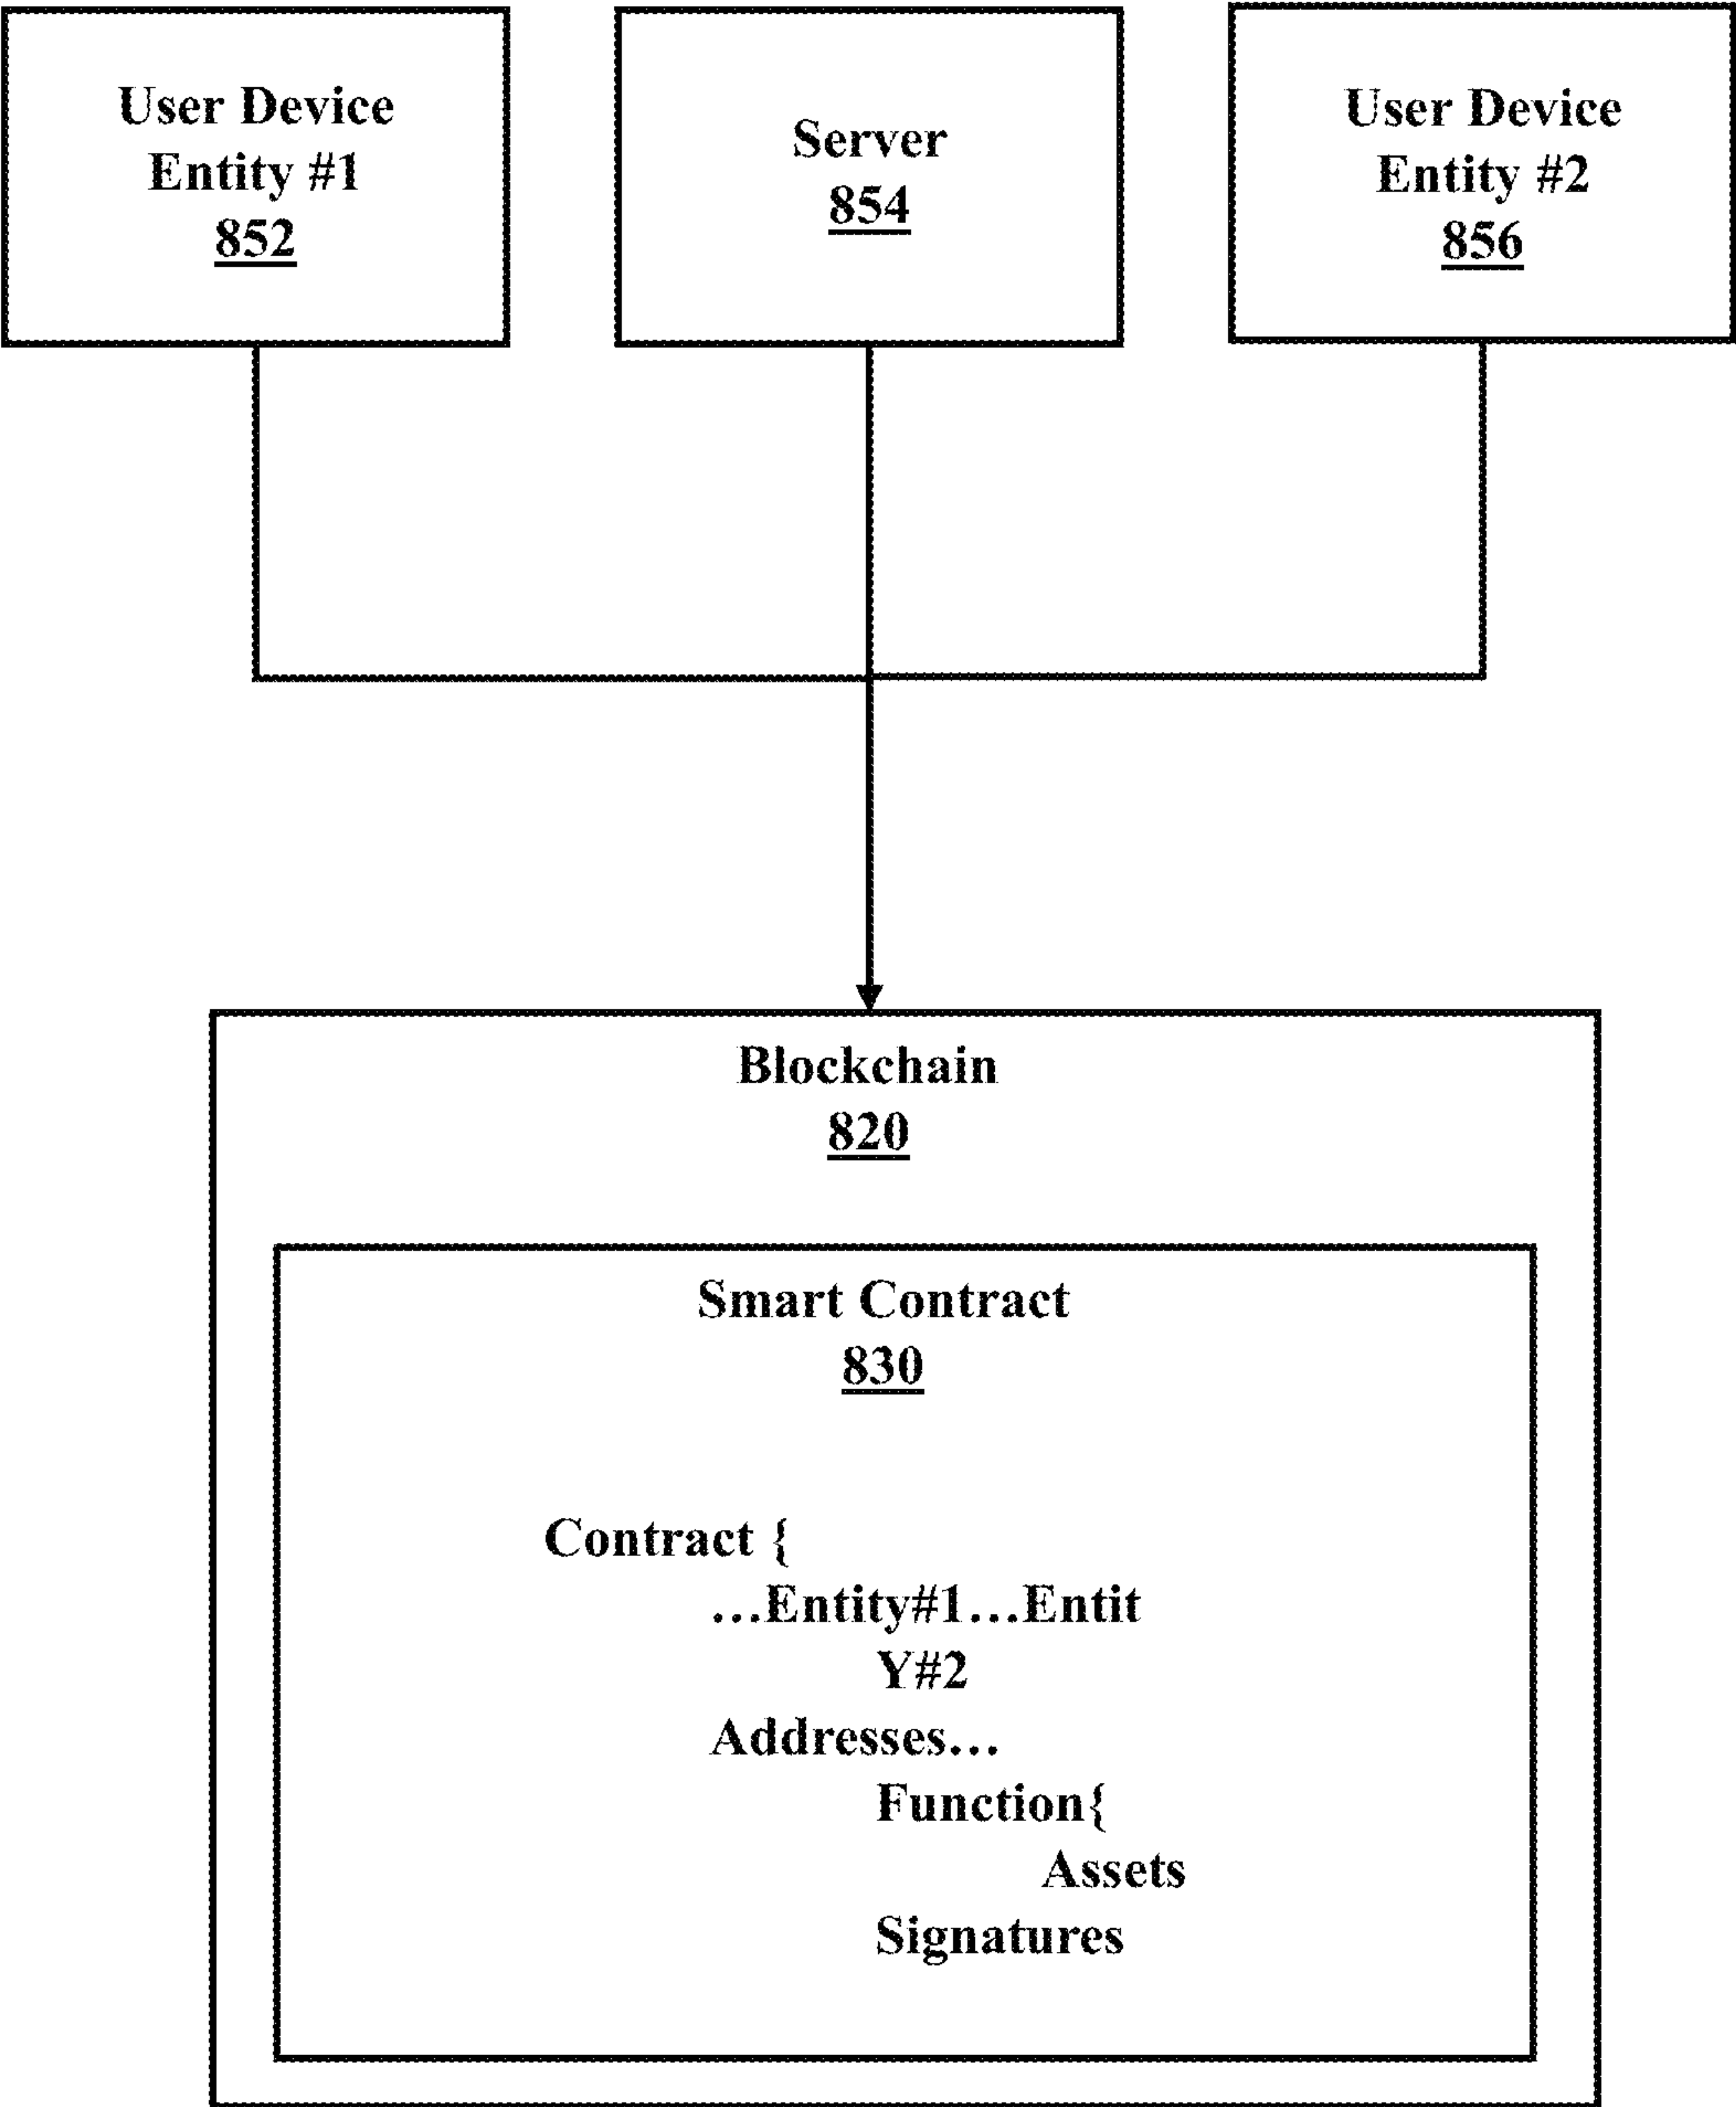 User Device
Entity #1
852
Server
854
User Device
Entity #2
856
Blockchain
820
Smart Contract
830
Contract {
...Entity#1...Entit
Y#2
Addresses...
Function{
Assets
Signatures